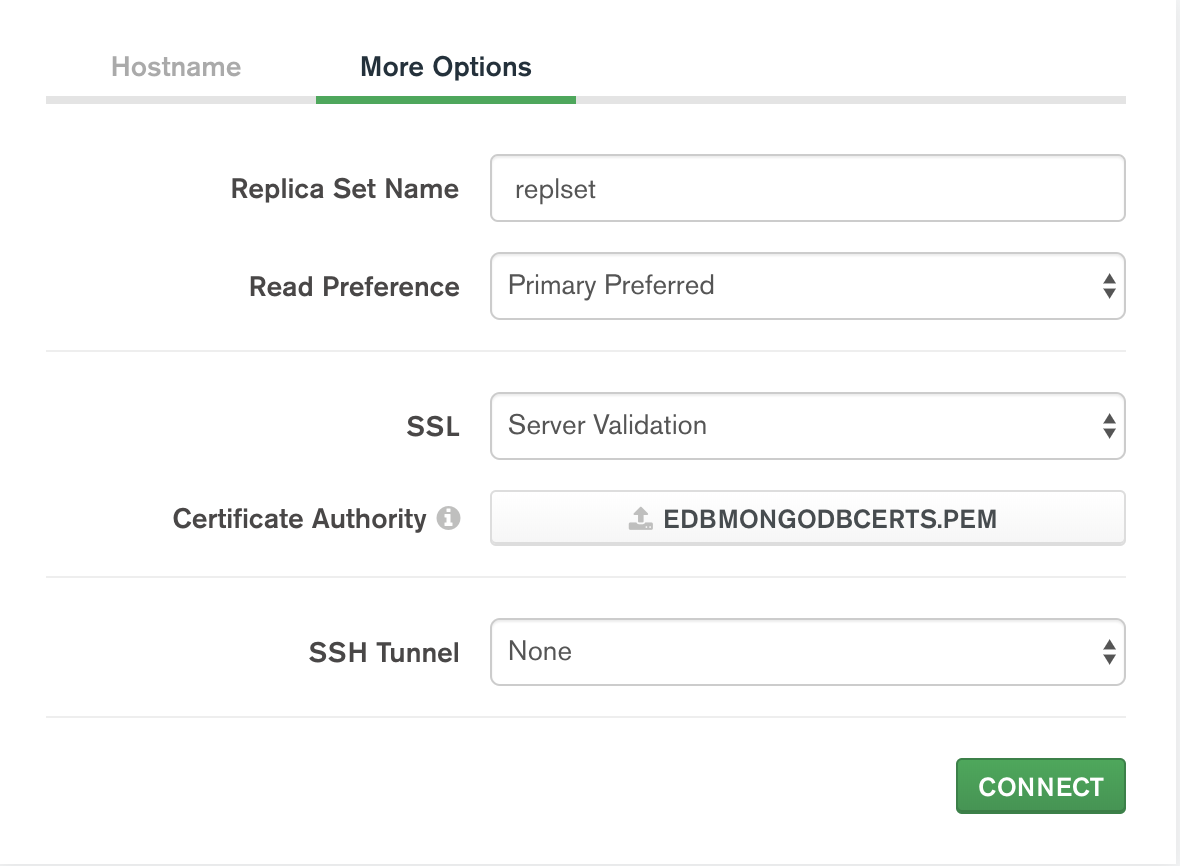 Hostname More Options
Replica Set Name replset
Read Preference Primary Preferred
SSL Server Validation
Certificate Authority EDBMONGODBCERTS.PEM
SSH Tunnel None
CONNECT